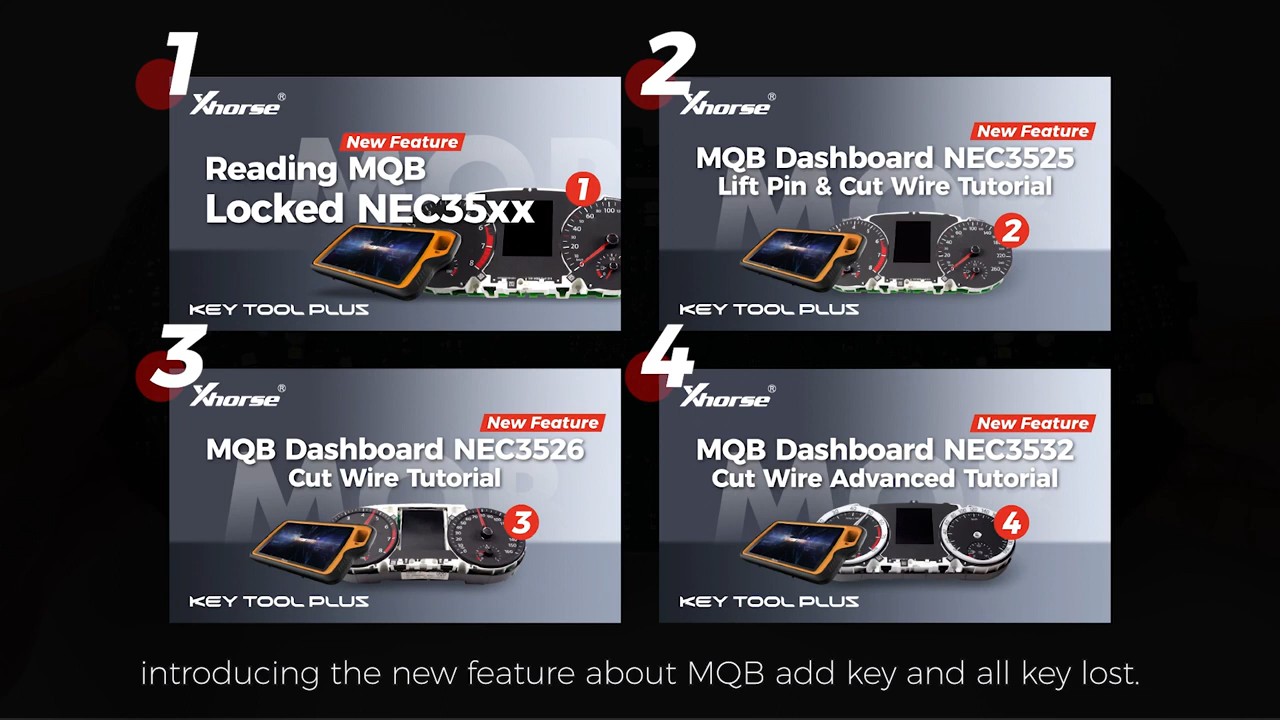 1
Xhorse®
New Feature
Reading MQB
Locked NEC35xx
1
KEY TOOL PLUS
2
Xhorse®
New Feature
MQB Dashboard NEC3525
Lift Pin & Cut Wire Tutorial
2
KEY TOOL PLUS
3
Xhorse®
New Feature
MQB Dashboard NEC3526
Cut Wire Tutorial
3
KEY TOOL PLUS
4
Xhorse®
New Feature
MQB Dashboard NEC3532
Cut Wire Advanced Tutorial
4
KEY TOOL PLUS
introducing the new feature about MQB add key and all key lost.